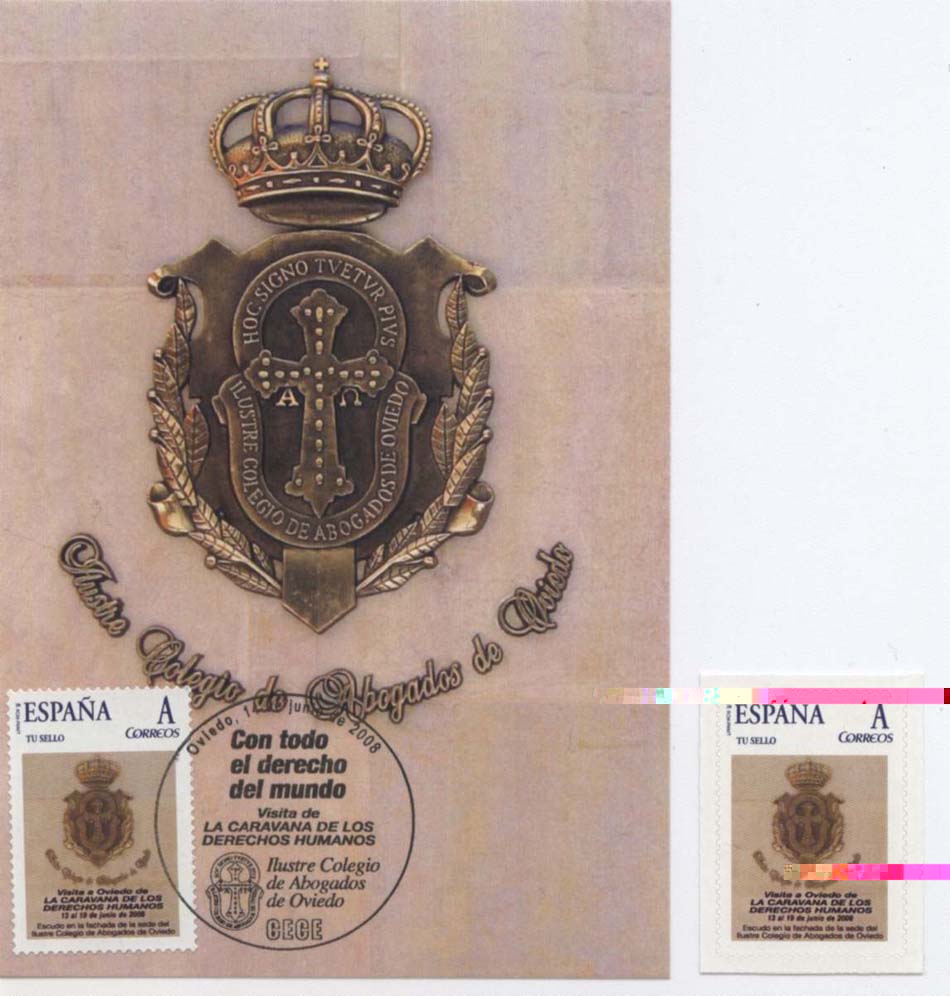 HOC SIGNO TVETVR PIVS
Α Ω
ILUSTRE COLEGIO DE ABOGADOS DE OVIEDO
Ilustre Colegio de Abogados de Oviedo
ESPAÑA A
TU SELLO CORREOS
Visita a Oviedo de
LA CARAVANA DE LOS
DERECHOS HUMANOS
13 al 19 de junio de 2008
Escudo en la fachada de la sede del
Ilustre Colegio de Abogados de Oviedo
Oviedo, junio de 2008
Con todo
el derecho
del mundo
Visita de
LA CARAVANA DE LOS
DERECHOS HUMANOS
Ilustre Colegio
de Abogados
de Oviedo
CECE
ESPAÑA A
TU SELLO CORREOS
Visita a Oviedo de
LA CARAVANA DE LOS
DERECHOS HUMANOS
13 al 19 de junio de 2008
Escudo en la fachada de la sede del
Ilustre Colegio de Abogados de Oviedo